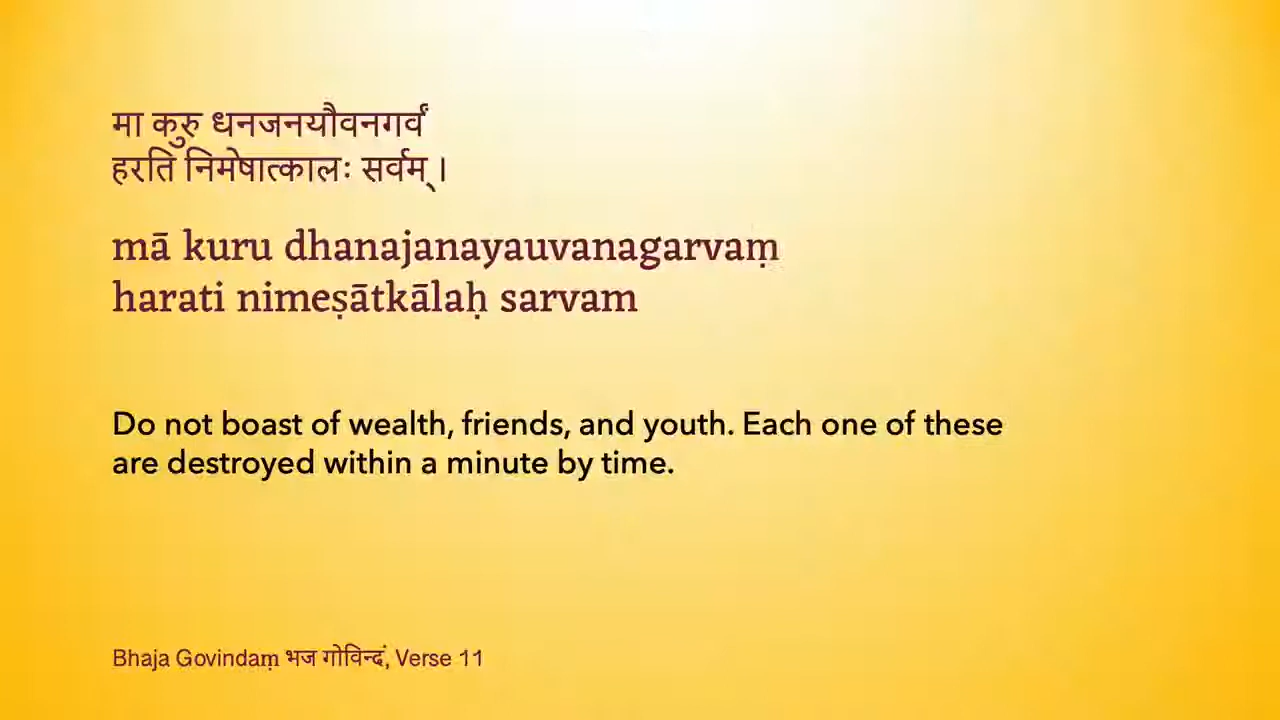 मा कुरु धनजनयौवनगर्वं
हरति निमेषात्कालः सर्वम् ।
mā kuru dhanajanayauvanagarvaṃ
harati nimeṣātkālaḥ sarvam
Do not boast of wealth, friends, and youth. Each one of these
are destroyed within a minute by time.
Bhaja Govindaṃ भज गोविन्दं, Verse 11